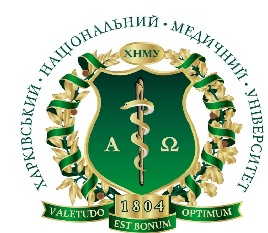 ХАРКІВСЬКИЙ · НАЦІОНАЛЬНИЙ · МЕДИЧНИЙ · УНІВЕРСИТЕТ
ХНМУ
Α Ω
VALETUDO 1804 OPTIMUM
EST BONUM